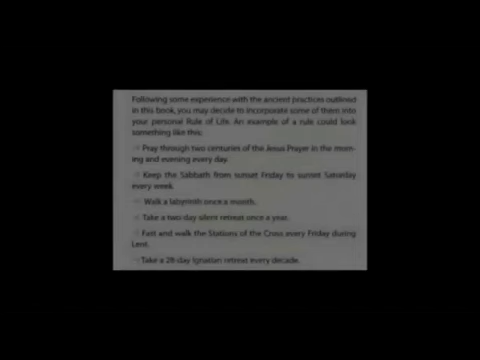 Following some experience with the ancient practices outlined
in this book, you may decide to incorporate some of them into
your personal Rule of Life. An example of a rule could look
something like this:
Pray through two centuries of the Jesus Prayer in the morn-
ing and evening every day.
Keep the Sabbath from sunset Friday to sunset Saturday
every week.
Walk a labyrinth once a month.
Take a two-day silent retreat once a year.
Fast and walk the Stations of the Cross every Friday during
Lent.
Take a 28-day Ignatian retreat every decade.